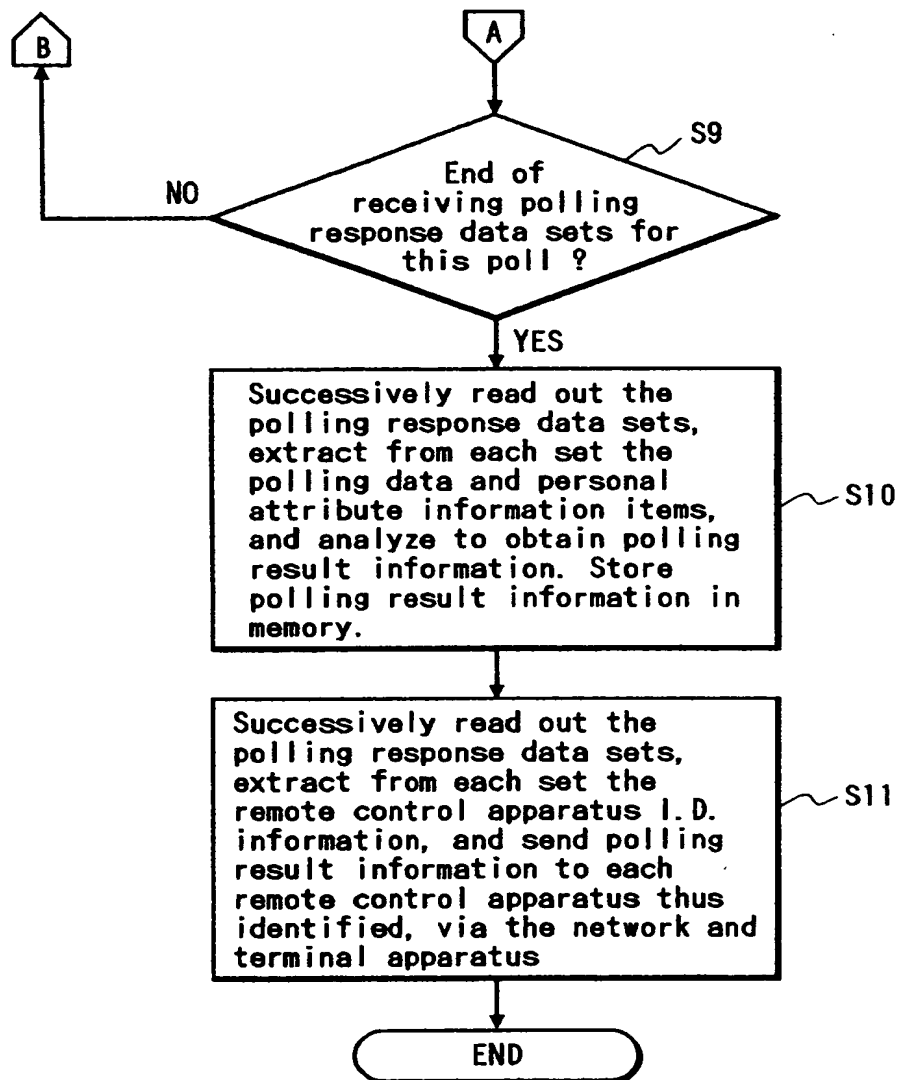 B
A
S9
End of
receiving polling
response data sets for
this poll ?
NO
YES
Successively read out the
polling response data sets,
extract from each set the
polling data and personal
attribute information items,
and analyze to obtain polling
result information. Store
polling result information in
memory.
S10
Successively read out the
polling response data sets,
extract from each set the
remote control apparatus I.D.
information, and send polling
result information to each
remote control apparatus thus
identified, via the network and
terminal apparatus
S11
END